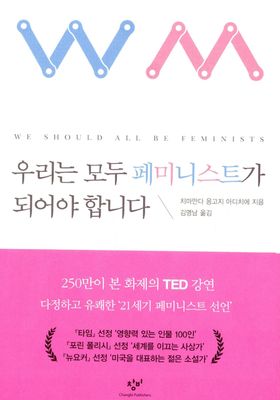 WM
WE SHOULD ALL BE FEMINISTS
우리는 모두 페미니스트가
되어야 합니다
치마만다 응고지 아디치에 지음
김명남 옮김
250만이 본 화제의 TED 강연
다정하고 유쾌한 '21세기 페미니스트 선언'
『타임』 선정 '영향력 있는 인물 100인'
『포린 폴리시』 선정 '세계를 이끄는 사상가'
『뉴요커』 선정 '미국을 대표하는 젊은 소설가'
창비
Changbi Publishers